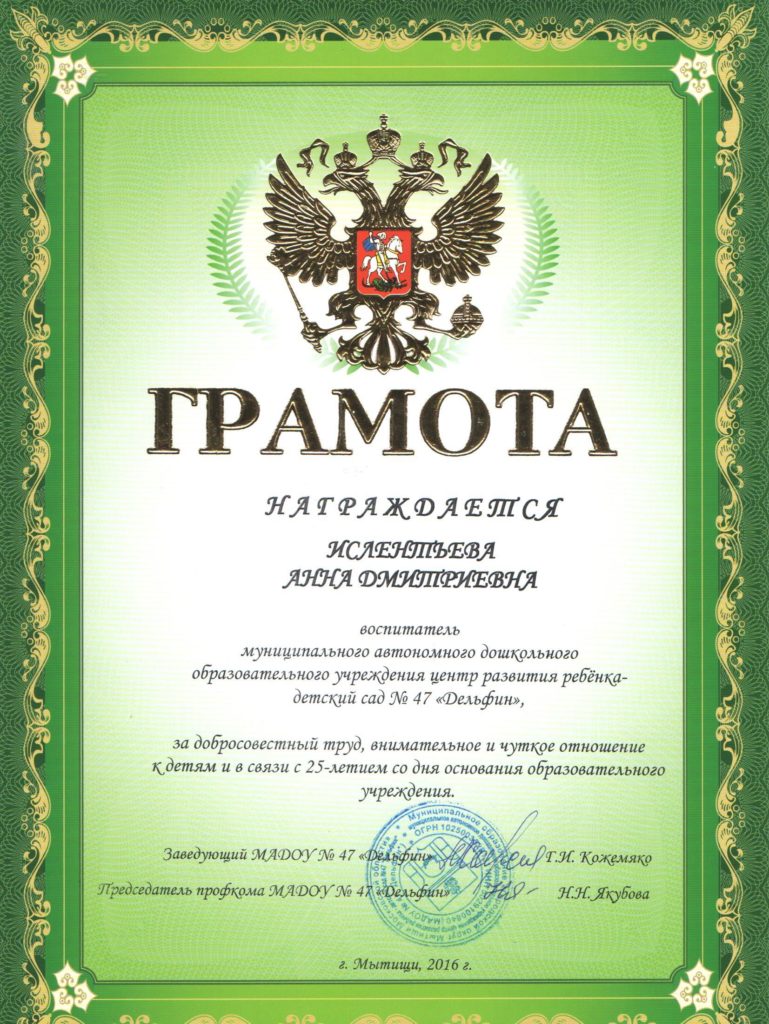 ГРАМОТА
НАГРАЖДАЕТСЯ
ИСЛЕНТЬЕВА
АННА ДМИТРИЕВНА
воспитатель
муниципального автономного дошкольного
образовательного учреждения центр развития ребёнка-
детский сад № 47 «Дельфин»,
за добросовестный труд, внимательное и чуткое отношение
к детям и в связи с 25-летием со дня основания образовательного
учреждения.
Заведующий МАДОУ № 47 «Дельфин» Г.И. Кожемяко
Председатель профкома МАДОУ № 47 «Дельфин» Н.Н. Якубова
г. Мытищи, 2016 г.